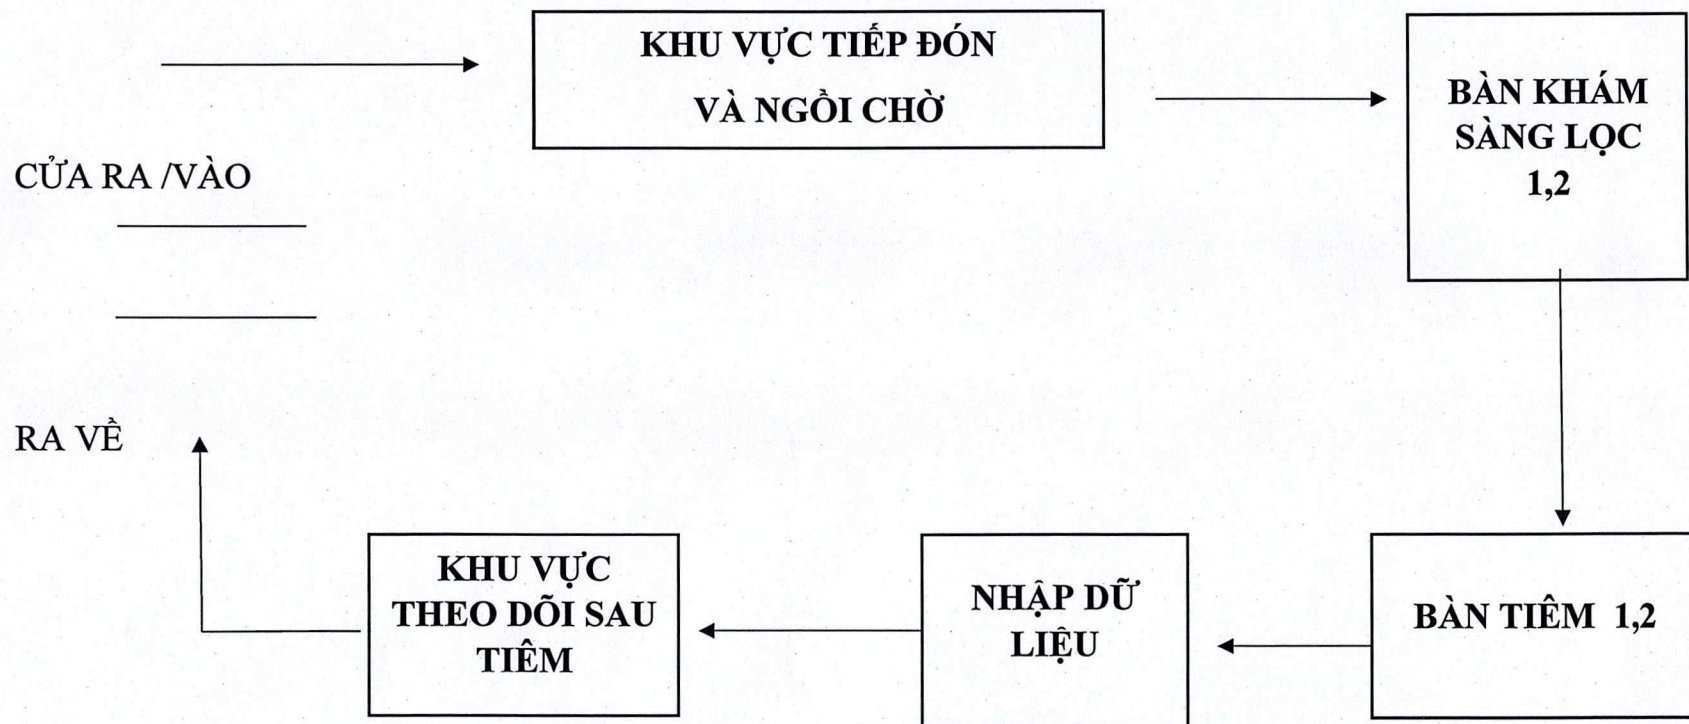 KHU VỰC TIẾP ĐÓN
VÀ NGỒI CHỜ
BÀN KHÁM
SÀNG LỌC
1,2
CỬA RA /VÀO
RA VỀ
KHU VỰC
THEO DÕI SAU
TIÊM
NHẬP DỮ
LIỆU
BÀN TIÊM 1,2